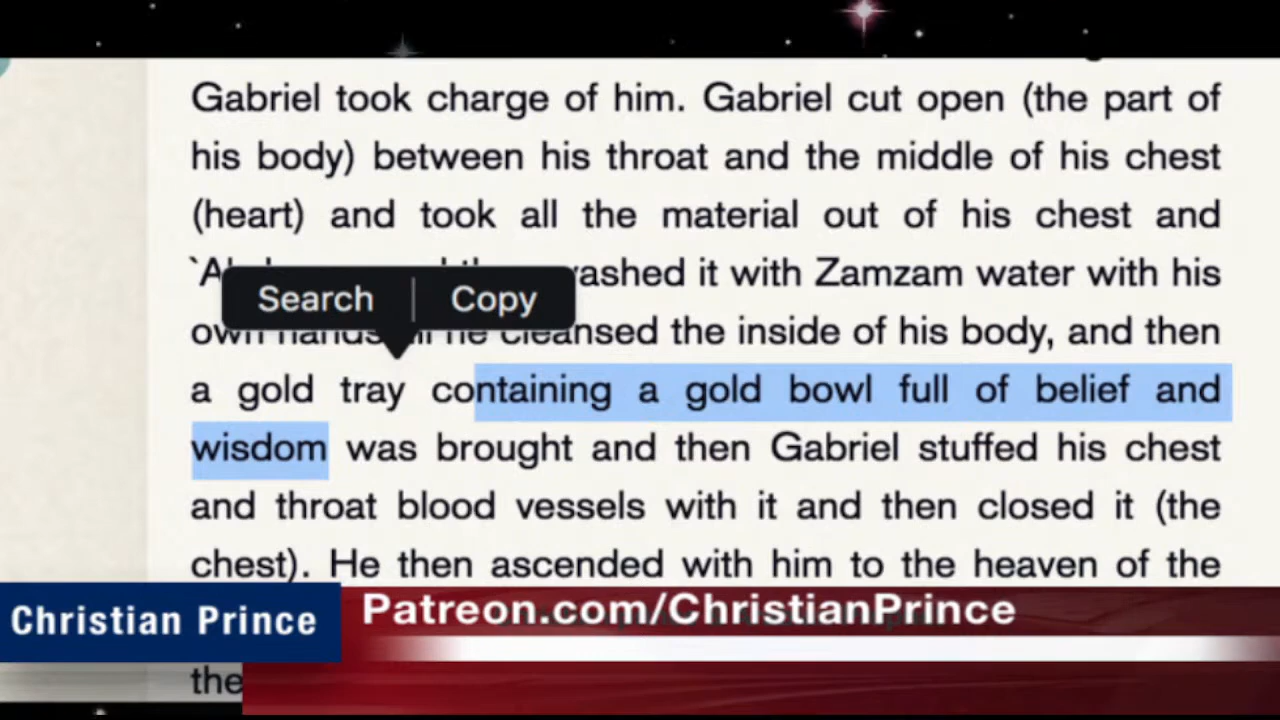 Gabriel took charge of him. Gabriel cut open (the part of
his body) between his throat and the middle of his chest
(heart) and took all the material out of his chest and
washed it with Zamzam water with his
Search
Copy
own hands he cleansed the inside of his body, and then
a gold tray containing a gold bowl full of belief and
wisdom was brought and then Gabriel stuffed his chest
and throat blood vessels with it and then closed it (the
chest). He then ascended with him to the heaven of the
Christian Prince
Patreon.com/ChristianPrince
the